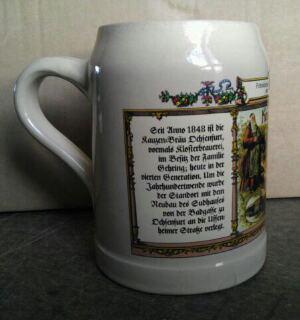 Seit Anno 1848 ist die
Kauzen-Bräu Ochsenfurt,
vormals Klosterbrauerei,
im Besitz der Familie
Gehring; heute in der
vierten Generation. Um die
Jahrhundertwende wurde
der Standort mit dem
Neubau des Sudhauses
von der Badgasse zu
Ochsenfurt an die Uffen-
heimer Straße verlegt.